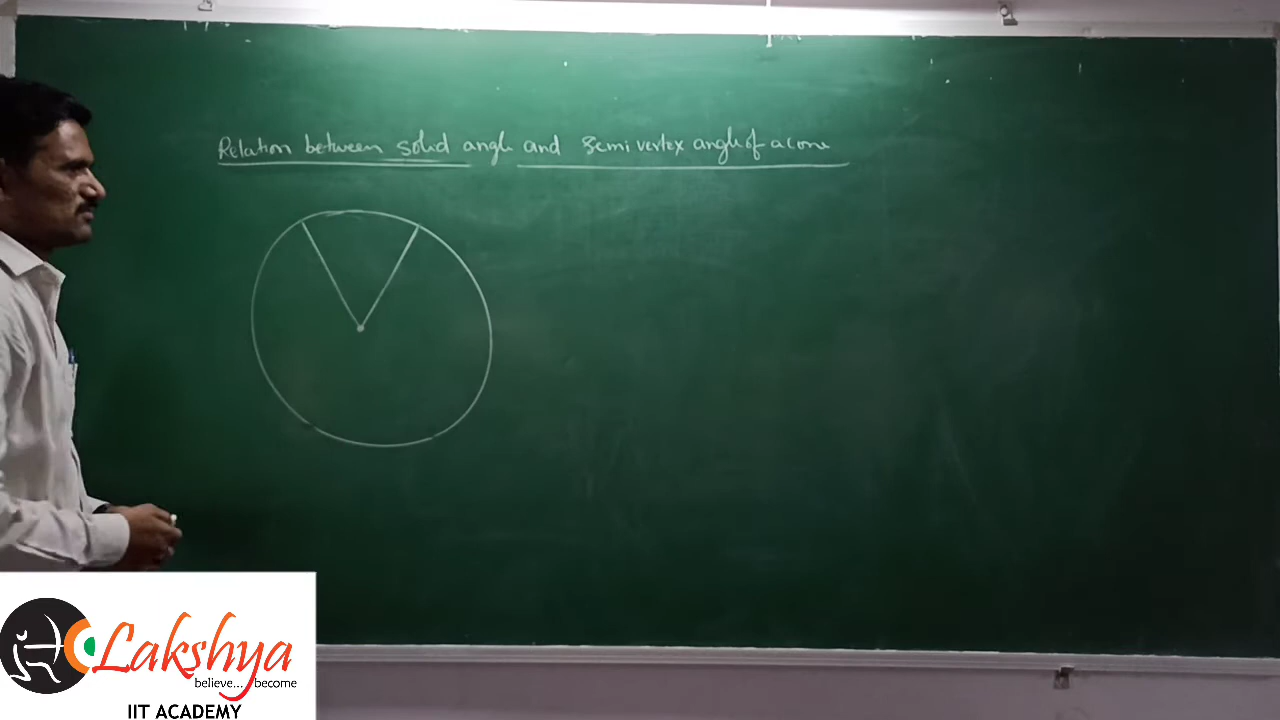 Relation between solid angle and semi vertex angle of a cone
Lakshya
believe... become
IIT ACADEMY